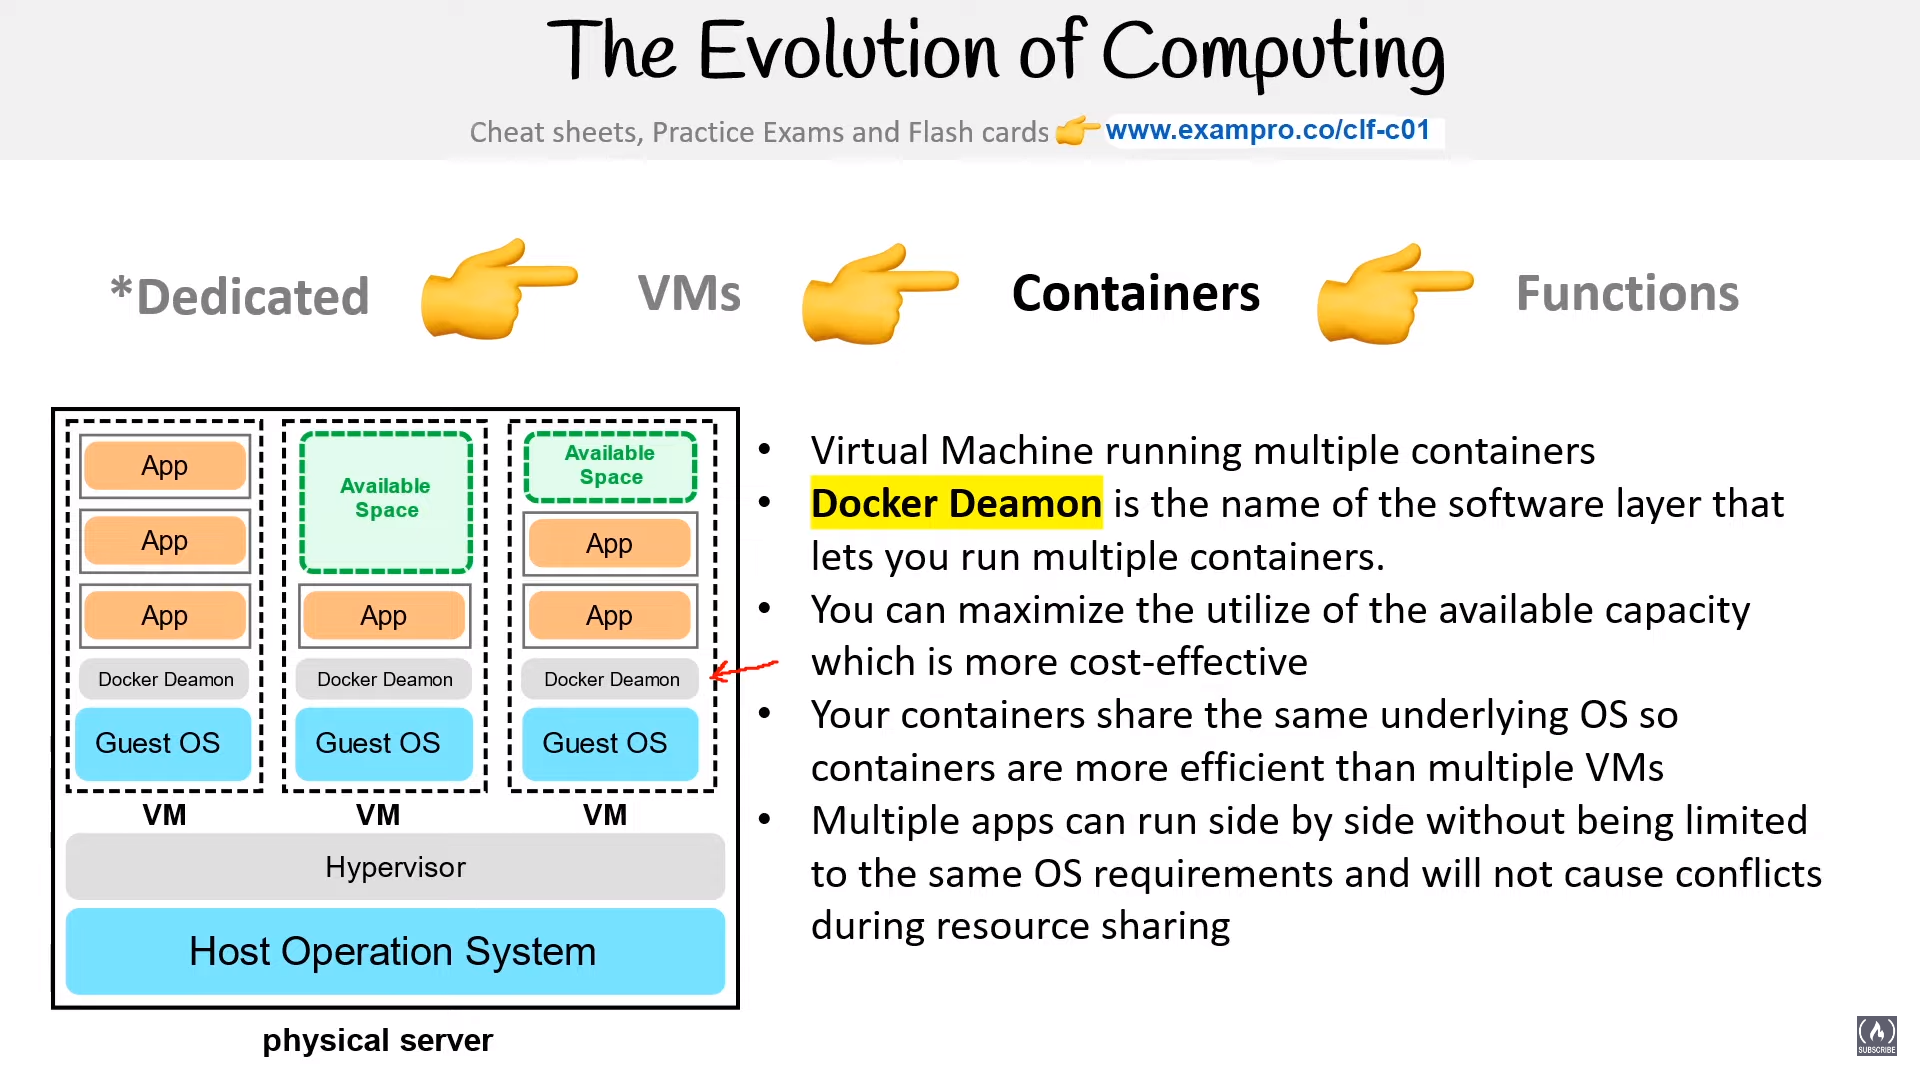 The Evolution of Computing
Cheat sheets, Practice Exams and Flash cards www.exampro.co/clf-c01
*Dedicated VMs Containers Functions
App
App
App
Docker Deamon
Guest OS
VM
Available
Space
App
Docker Deamon
Guest OS
VM
Available
Space
App
App
Docker Deamon
Guest OS
VM
Hypervisor
Host Operation System
physical server
• Virtual Machine running multiple containers
• Docker Deamon is the name of the software layer that
lets you run multiple containers.
• You can maximize the utilize of the available capacity
which is more cost-effective
• Your containers share the same underlying OS so
containers are more efficient than multiple VMs
• Multiple apps can run side by side without being limited
to the same OS requirements and will not cause conflicts
during resource sharing
SUBSCRIBE